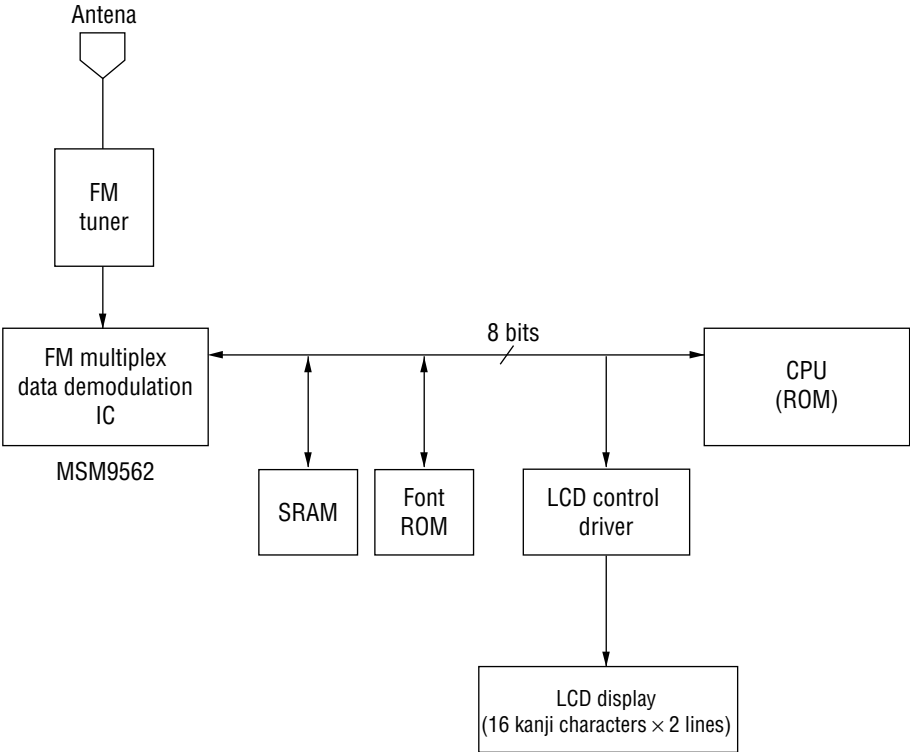 Antena
FM
tuner
8 bits
FM multiplex
data demodulation
IC
CPU
(ROM)
MSM9562
SRAM
Font
ROM
LCD control
driver
LCD display
(16 kanji characters × 2 lines)